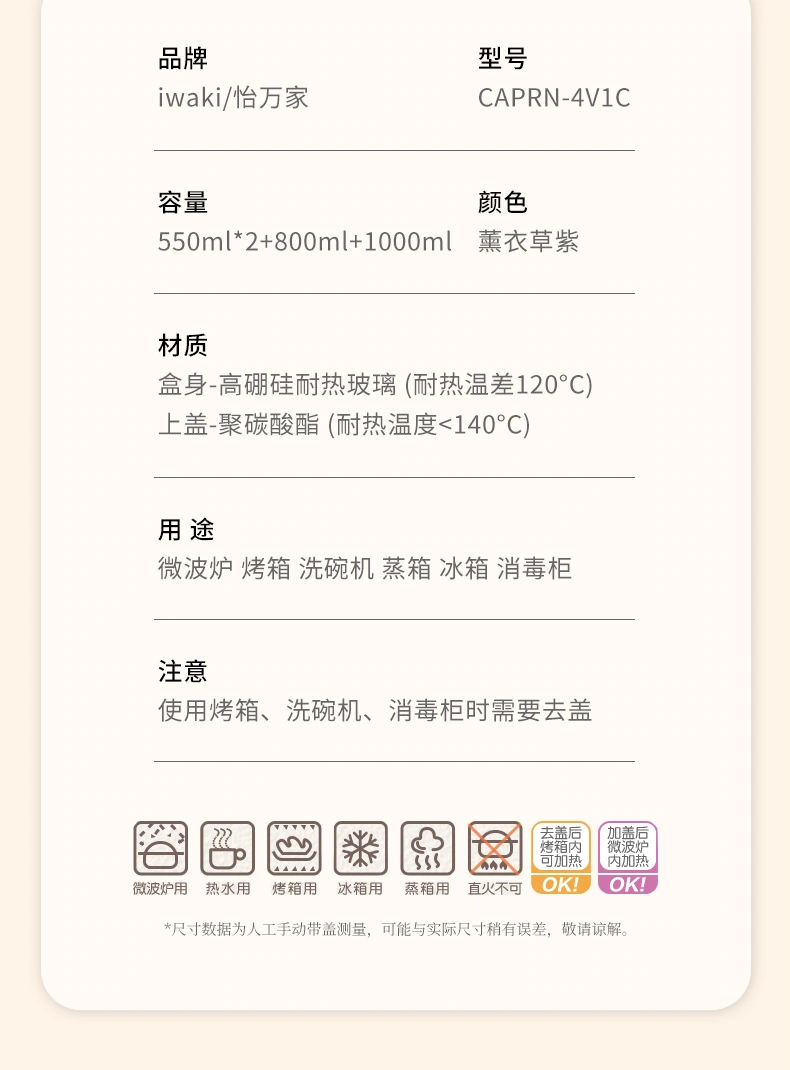 品牌
iwaki/怡万家
型号
CAPRN-4V1C
容量
550ml*2+800ml+1000ml
颜色
薰衣草紫
材质
盒身-高硼硅耐热玻璃 (耐热温差120°C)
上盖-聚碳酸酯 (耐热温度<140°C)
用 途
微波炉 烤箱 洗碗机 蒸箱 冰箱 消毒柜
注意
使用烤箱、洗碗机、消毒柜时需要去盖
微波炉用
热水用
烤箱用
冰箱用
蒸箱用
直火不可
去盖后
烤箱内
可加热
OK!
加盖后
微波炉
内加热
OK!
*尺寸数据为人工手动带盖测量，可能与实际尺寸稍有误差，敬请谅解。